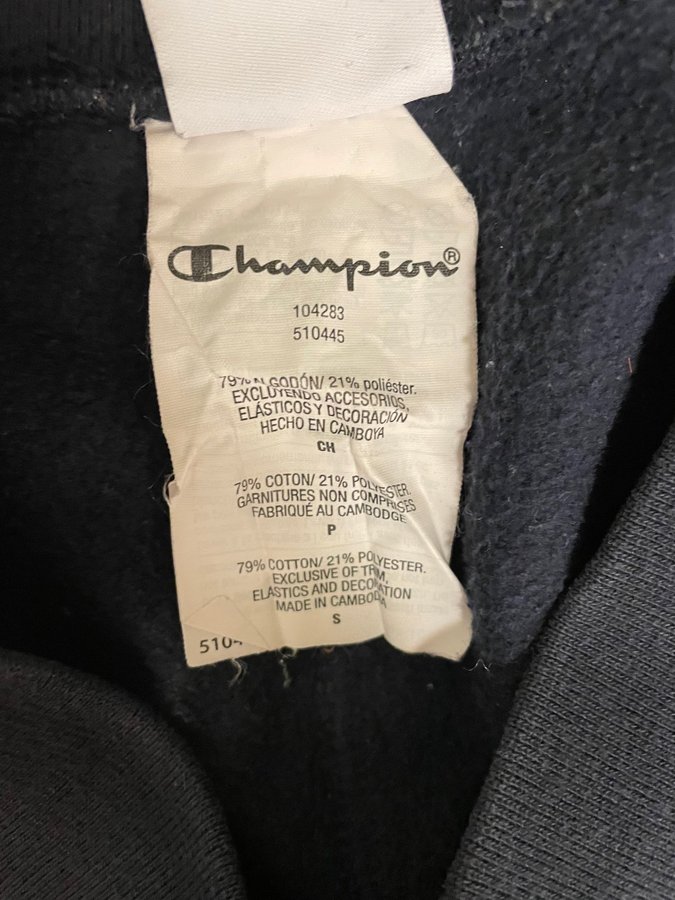 Champion®
104283
510445
79% ALGODÓN/ 21% poliéster.
EXCLUYENDO ACCESORIOS,
ELÁSTICOS Y DECORACIÓN
HECHO EN CAMBOYA
CH
79% COTON/ 21% POLYESTER.
GARNITURES NON COMPRISES
FABRIQUÉ AU CAMBODGE
P
79% COTTON/ 21% POLYESTER.
EXCLUSIVE OF TRIM,
ELASTICS AND DECORATION
MADE IN CAMBODIA
S
5104